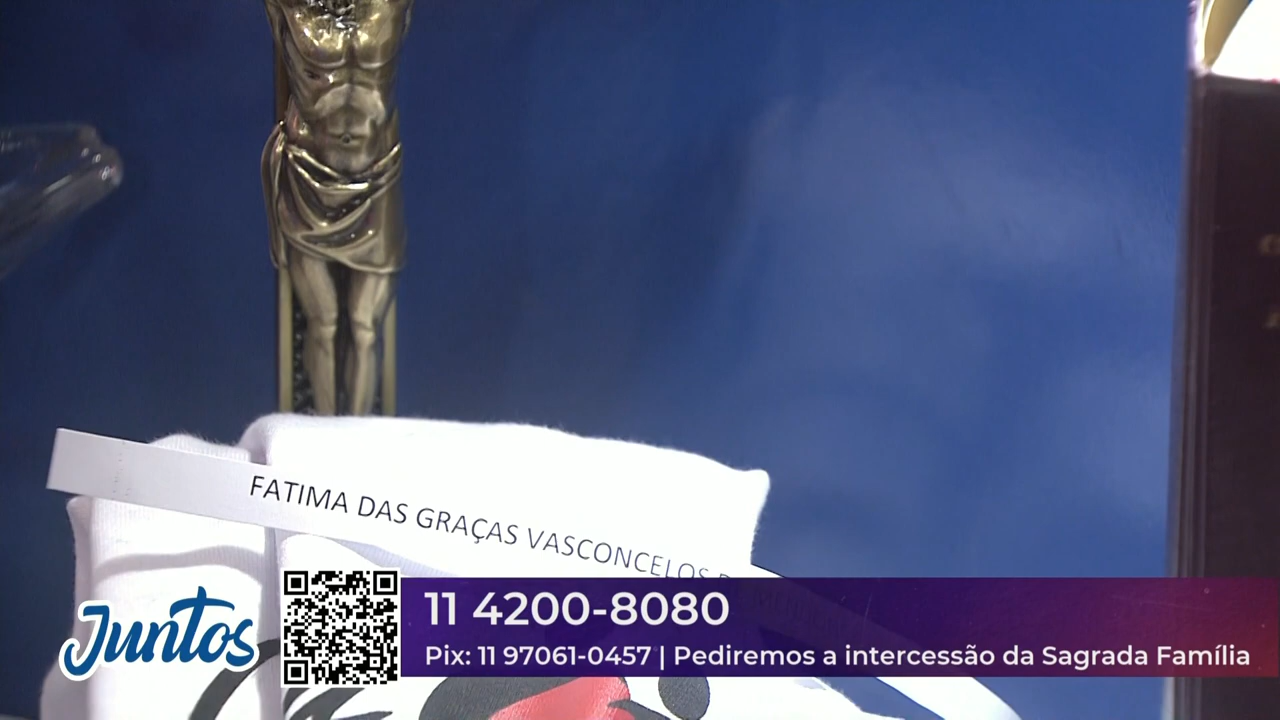 FATIMA DAS GRAÇAS VASCONCELOS
Juntos
11 4200-8080
Pix: 11 97061-0457 | Pediremos a intercessão da Sagrada Família